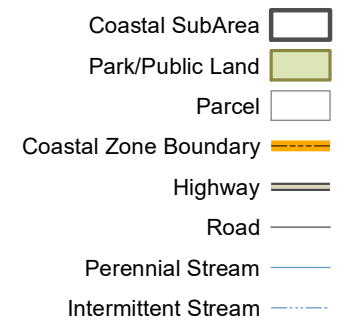 Coastal SubArea
Park/Public Land
Parcel
Coastal Zone Boundary
Highway
Road
Perennial Stream
Intermittent Stream